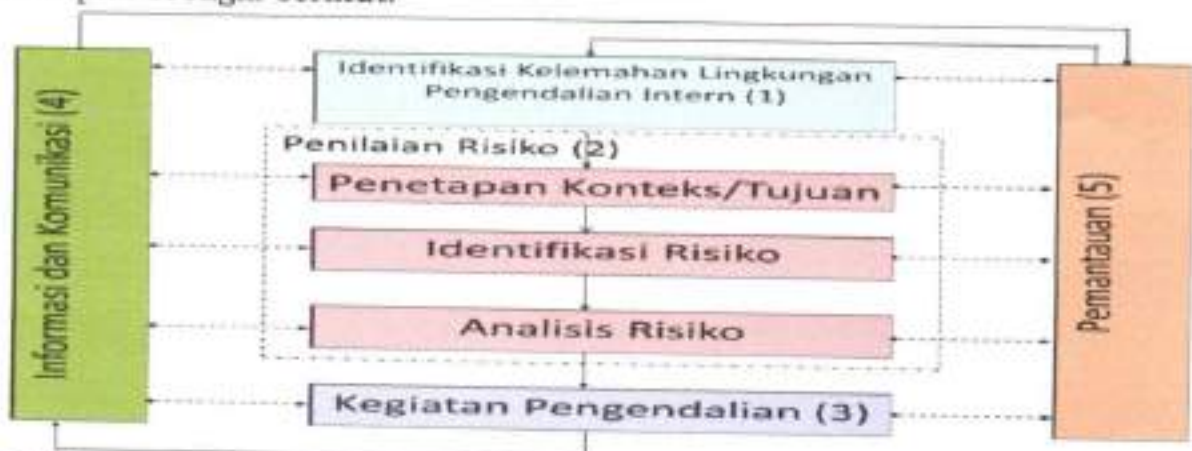 Identifikasi Kelemahan Lingkungan
Pengendalian Intern (1)
Penilaian Risiko (2)
Penetapan Konteks/Tujuan
Identifikasi Risiko
Analisis Risiko
Kegiatan Pengendalian (3)
Informasi dan Komunikasi (4)
Pemantauan (5)